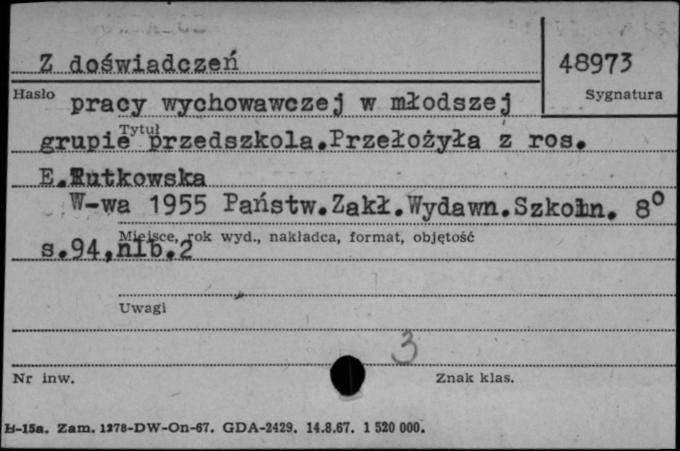 Z doświadczeń
48973
Hasło
Sygnatura
pracy wychowawczej w młodszej
Tytuł
grupie przedszkola.Przełożyła z ros.
E.Rutkowska
W-wa 1955 Państw.Zakł.Wydawn.Szkoln. 8°
Miejsce, rok wyd., nakładca, format, objętość
s.94,nlb.2
Uwagi
3
Nr inw.
Znak klas.
B-15a. Zam. 1278-DW-On-67. GDA-2429. 14.8.67. 1 520 000.